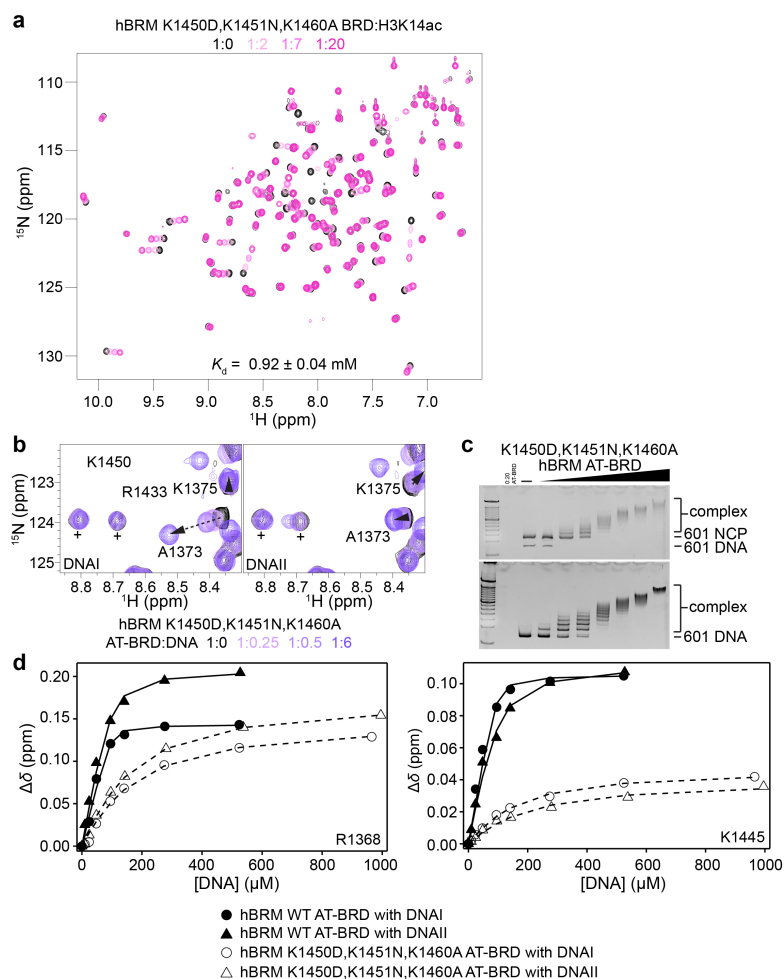 a
hBRM K1450D,K1451N,K1460A BRD:H3K14ac
1:0 1:2 1:7 1:20
110
115
120
125
130
15N (ppm)
Kd = 0.92 ± 0.04 mM
10.0 9.5 9.0 8.5 8.0 7.5 7.0
1H (ppm)
b
K1450
R1433
K1375
A1373
DNAI
K1375
A1373
DNAII
+ +
+ +
123
124
125
15N (ppm)
8.8 8.7 8.6 8.5 8.4
8.8 8.7 8.6 8.5 8.4
1H (ppm)
1H (ppm)
hBRM K1450D,K1451N,K1460A
AT-BRD:DNA 1:0 1:0.25 1:0.5 1:6
c
K1450D,K1451N,K1460A
hBRM AT-BRD
0:20
AT-BRD
complex
601 NCP
601 DNA
complex
601 DNA
d
0.20
0.15
0.10
0.05
0.00
Δδ (ppm)
R1368
0 200 400 600 800 1000
[DNA] (µM)
0.10
0.08
0.06
0.04
0.02
0.00
Δδ (ppm)
K1445
0 200 400 600 800 1000
[DNA] (µM)
hBRM WT AT-BRD with DNAI
hBRM WT AT-BRD with DNAII
hBRM K1450D,K1451N,K1460A AT-BRD with DNAI
hBRM K1450D,K1451N,K1460A AT-BRD with DNAII